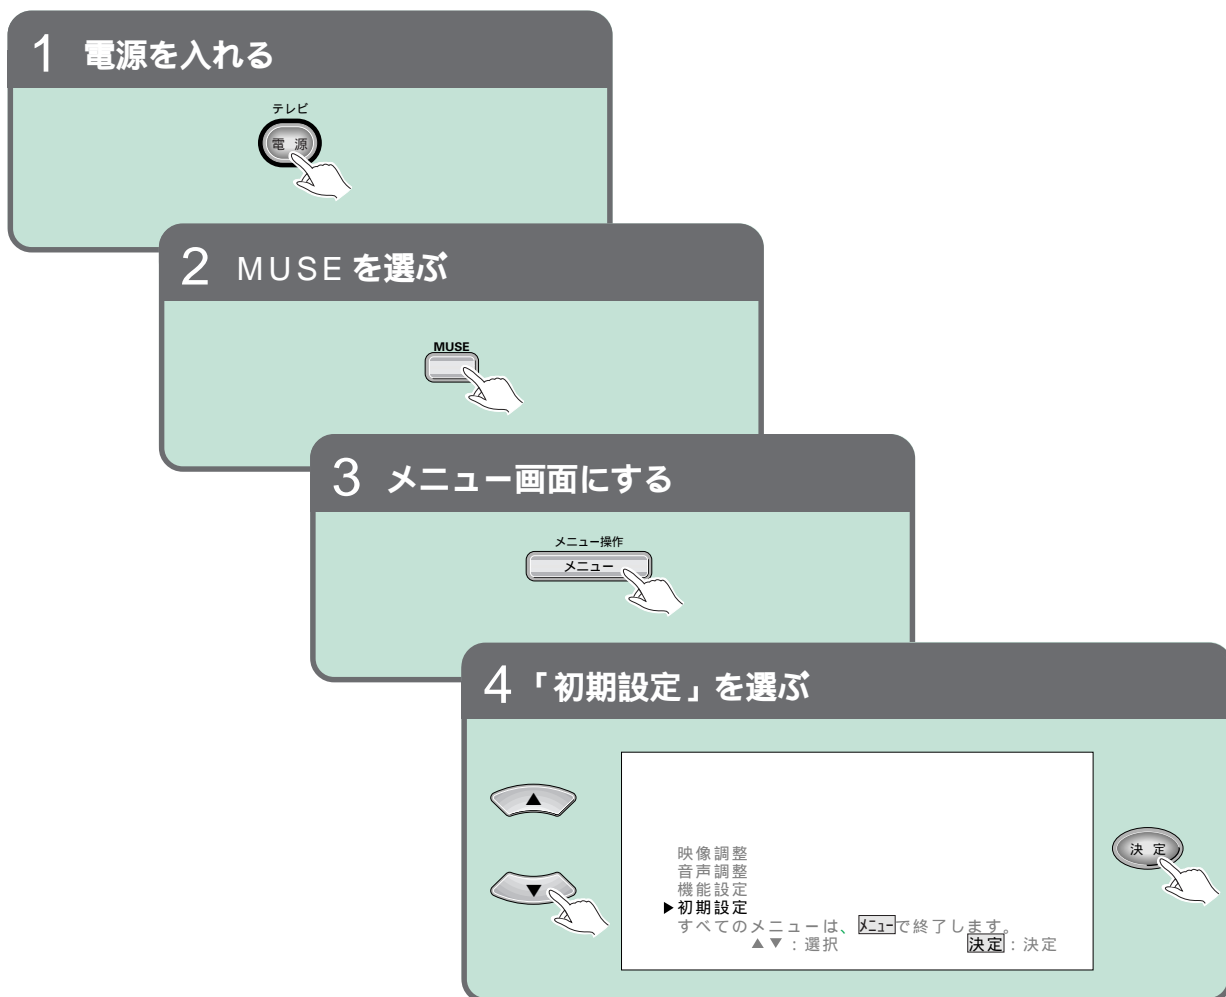 1 電源を入れる
テレビ
電 源
2 MUSEを選ぶ
MUSE
3 メニュー画面にする
メニュー操作
メニュー
4 「初期設定」を選ぶ
▲
▼
映像調整
音声調整
機能設定
▶初期設定
すべてのメニューは、メニューで終了します。
▲▼:選択 決定:決定
決 定